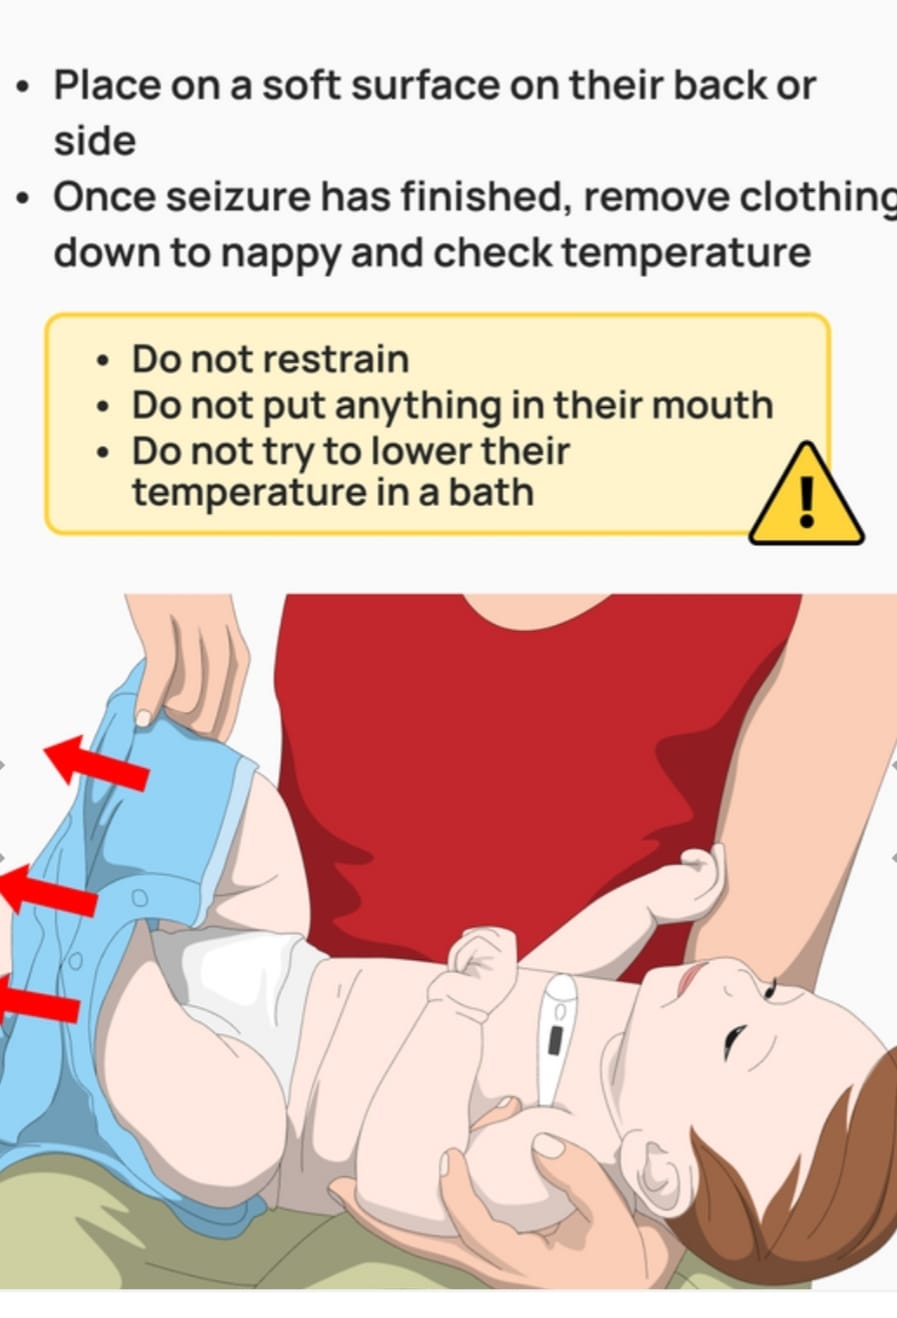 • Place on a soft surface on their back or
side
• Once seizure has finished, remove clothing
down to nappy and check temperature
• Do not restrain
• Do not put anything in their mouth
• Do not try to lower their
temperature in a bath
!